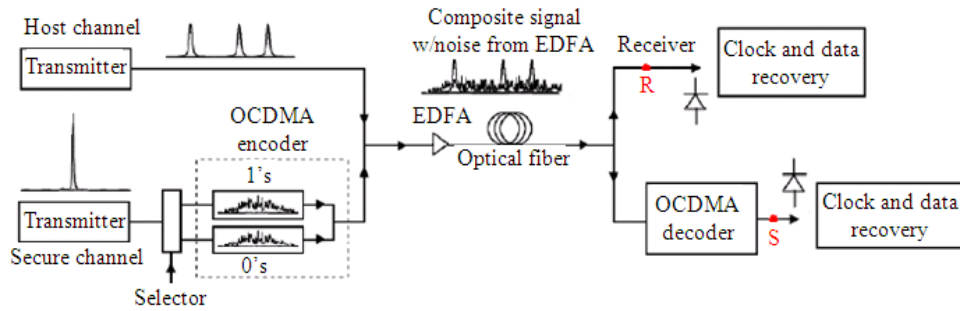 Host channel
Transmitter
Composite signal
w/noise from EDFA
Receiver
Clock and data
recovery
R
EDFA
Optical fiber
OCDMA
encoder
1's
0's
Transmitter
Secure channel
Selector
OCDMA
decoder
S
Clock and data
recovery